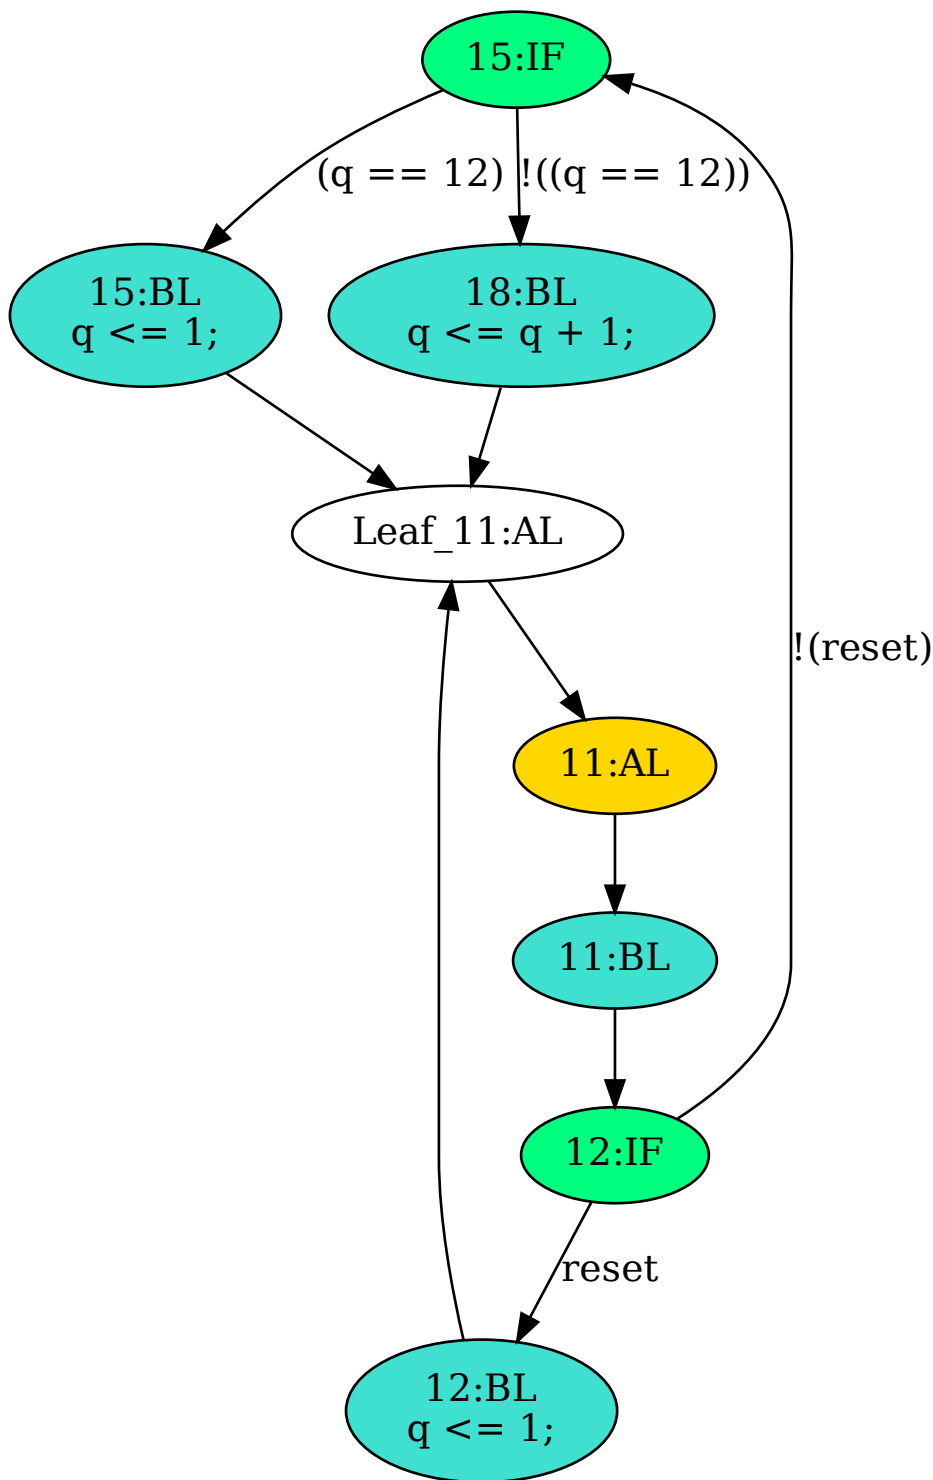 15:IF
(q == 12)
!((q == 12))
15:BL
q <= 1;
18:BL
q <= q + 1;
Leaf_11:AL
!(reset)
11:AL
11:BL
12:IF
reset
12:BL
q <= 1;